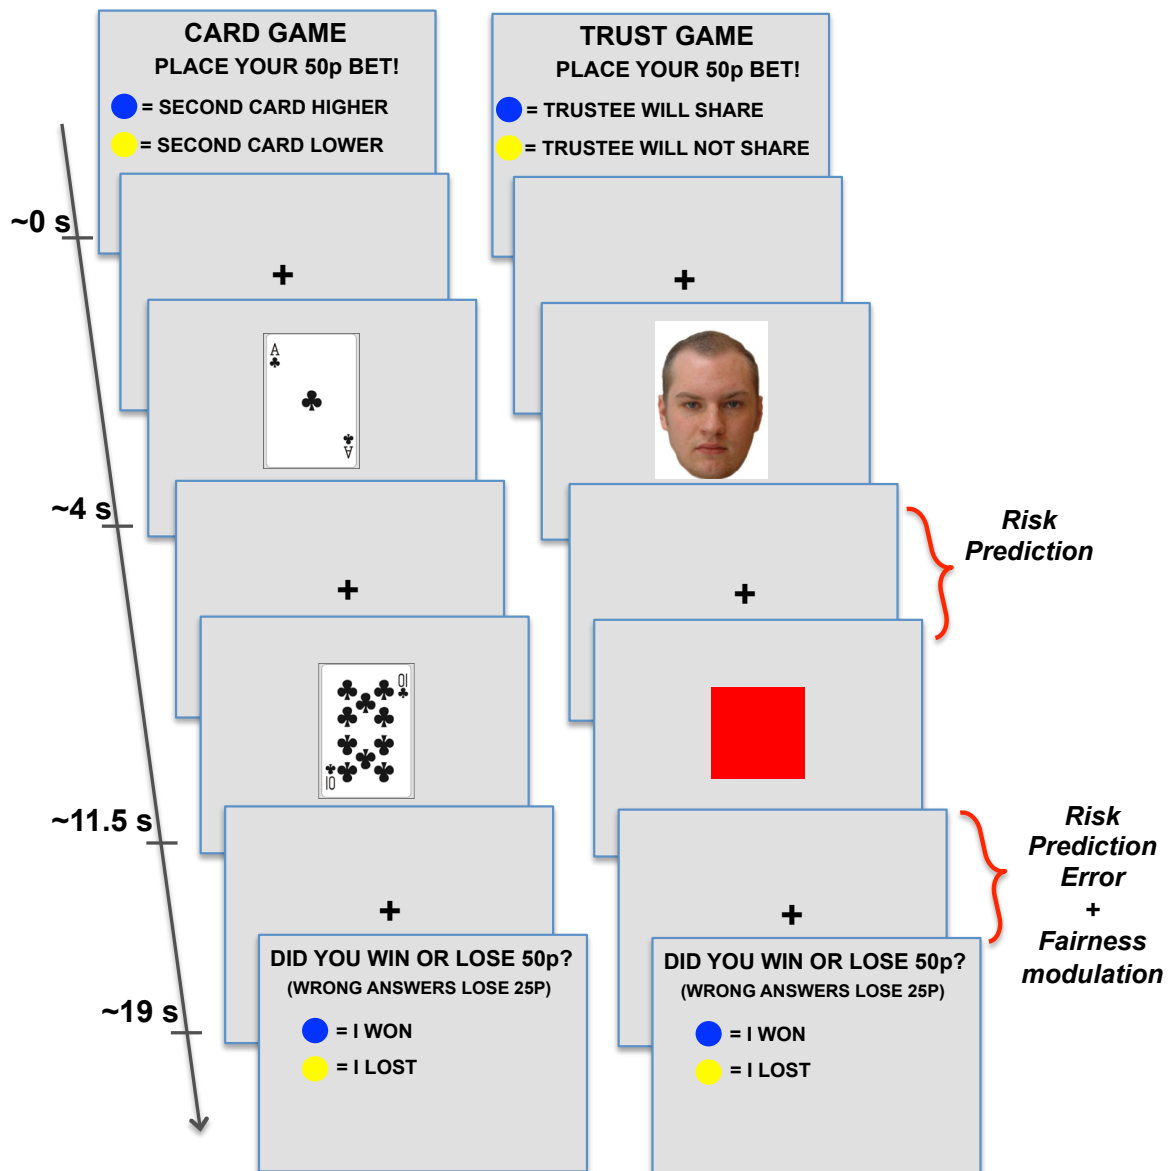 CARD GAME
PLACE YOUR 50p BET!
= SECOND CARD HIGHER
= SECOND CARD LOWER
TRUST GAME
PLACE YOUR 50p BET!
= TRUSTEE WILL SHARE
= TRUSTEE WILL NOT SHARE
~0 s
+
+
A
A
~4 s
+
+
Risk
Prediction
10
10
~11.5 s
+
+
Risk
Prediction
Error
+
Fairness
modulation
DID YOU WIN OR LOSE 50p?
(WRONG ANSWERS LOSE 25P)
= I WON
= I LOST
DID YOU WIN OR LOSE 50p?
(WRONG ANSWERS LOSE 25P)
= I WON
= I LOST
~19 s